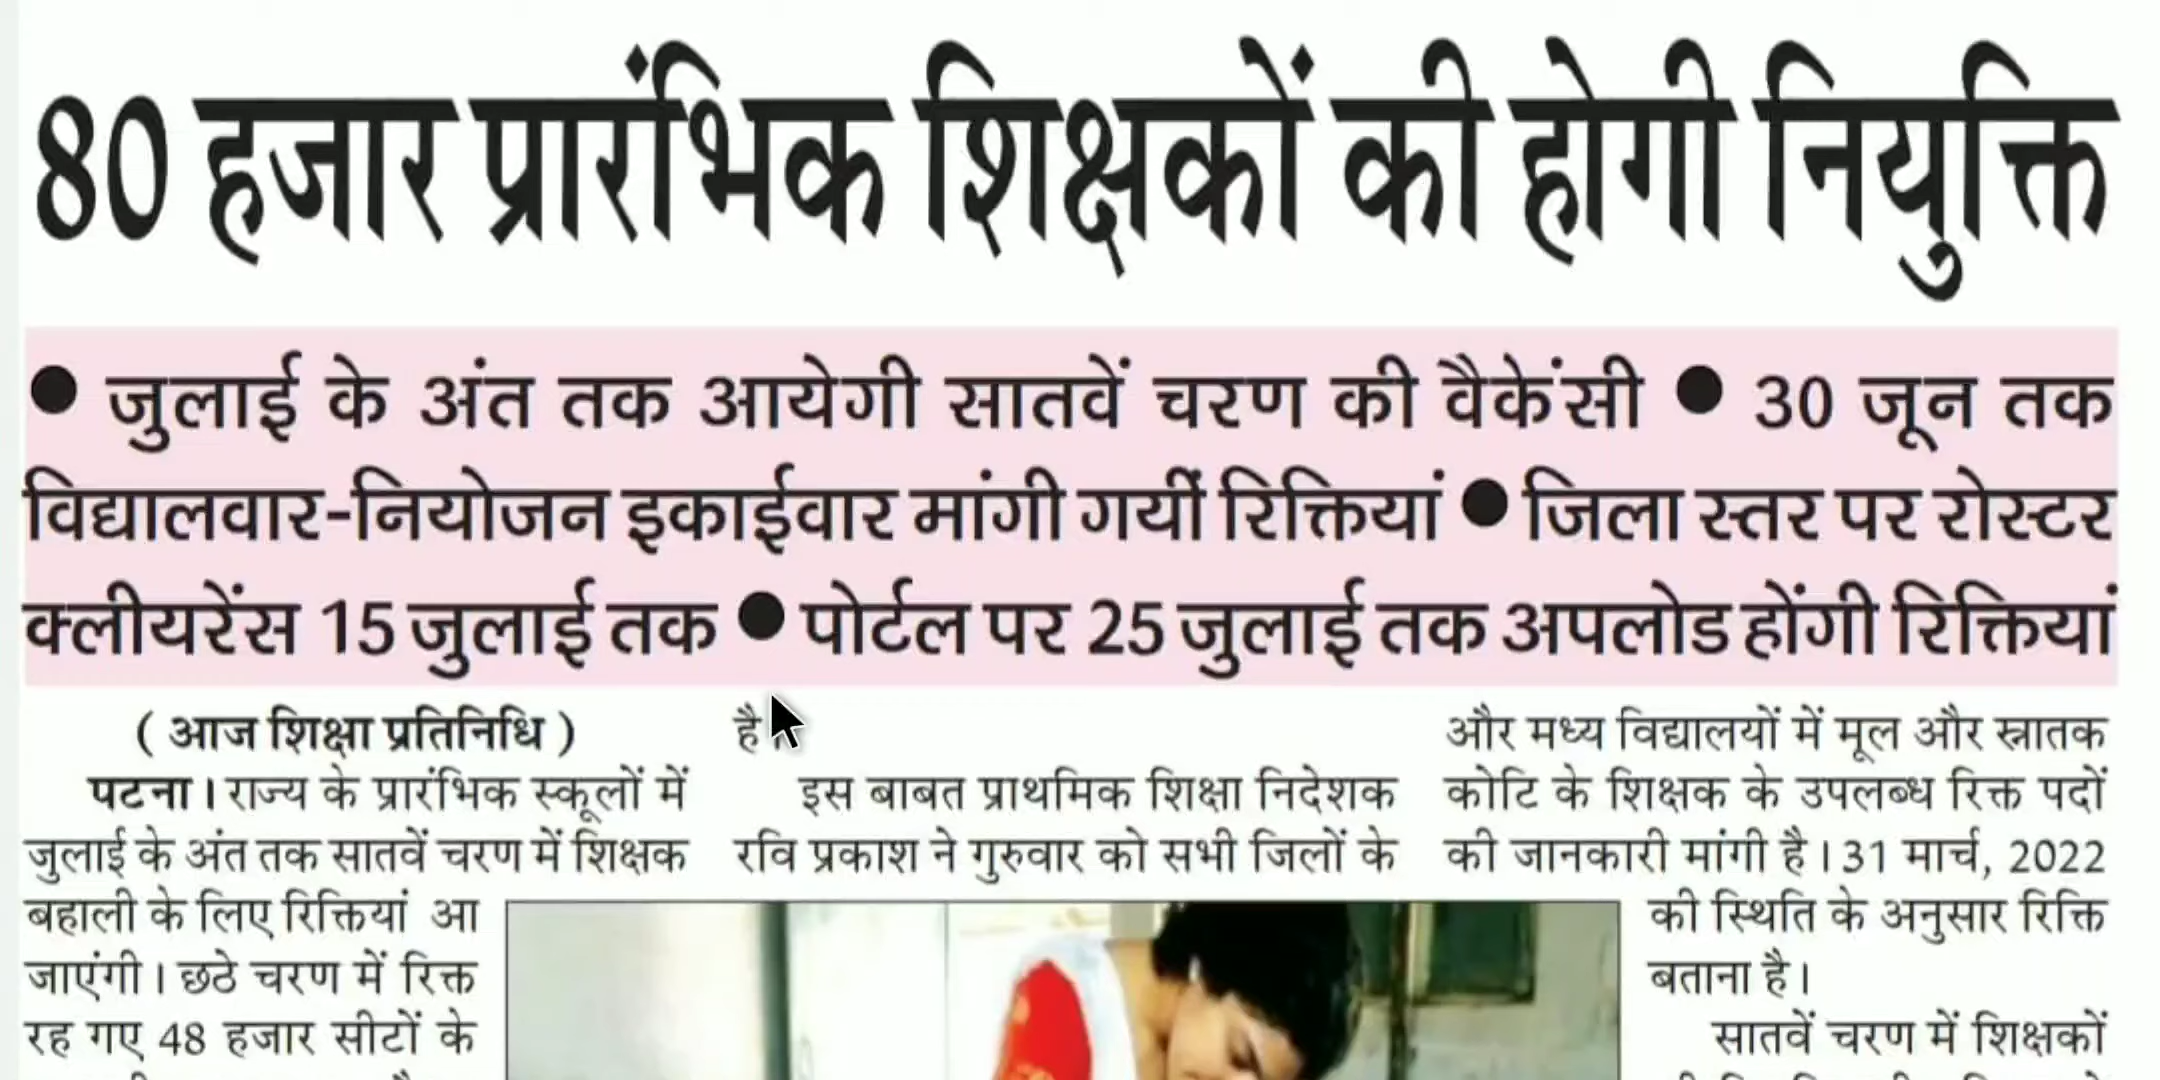 80 हजार प्रारंभिक शिक्षकों की होगी नियुक्ति
● जुलाई के अंत तक आयेगी सातवें चरण की वैकेंसी ● 30 जून तक
विद्यालवार-नियोजन इकाईवार मांगी गयीं रिक्तियां ● जिला स्तर पर रोस्टर
क्लीयरेंस 15 जुलाई तक ● पोर्टल पर 25 जुलाई तक अपलोड होंगी रिक्तियां
( आज शिक्षा प्रतिनिधि )
पटना। राज्य के प्रारंभिक स्कूलों में
जुलाई के अंत तक सातवें चरण में शिक्षक
बहाली के लिए रिक्तियां आ
जाएंगी। छठे चरण में रिक्त
रह गए 48 हजार सीटों के
है
इस बाबत प्राथमिक शिक्षा निदेशक
रवि प्रकाश ने गुरुवार को सभी जिलों के
और मध्य विद्यालयों में मूल और स्नातक
कोटि के शिक्षक के उपलब्ध रिक्त पदों
की जानकारी मांगी है। 31 मार्च, 2022
की स्थिति के अनुसार रिक्ति
बताना है।
सातवें चरण में शिक्षकों